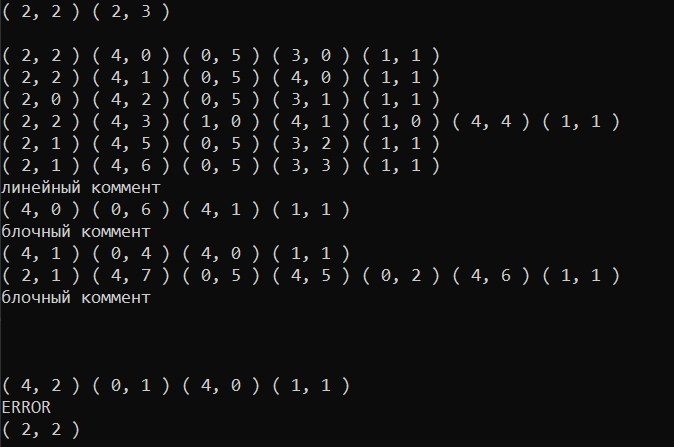 ( 2, 2 ) ( 2, 3 )
( 2, 2 ) ( 4, 0 ) ( 0, 5 ) ( 3, 0 ) ( 1, 1 )
( 2, 2 ) ( 4, 1 ) ( 0, 5 ) ( 4, 0 ) ( 1, 1 )
( 2, 0 ) ( 4, 2 ) ( 0, 5 ) ( 3, 1 ) ( 1, 1 )
( 2, 2 ) ( 4, 3 ) ( 1, 0 ) ( 4, 1 ) ( 1, 0 ) ( 4, 4 ) ( 1, 1 )
( 2, 1 ) ( 4, 5 ) ( 0, 5 ) ( 3, 2 ) ( 1, 1 )
( 2, 1 ) ( 4, 6 ) ( 0, 5 ) ( 3, 3 ) ( 1, 1 )
линейный коммент
( 4, 0 ) ( 0, 6 ) ( 4, 1 ) ( 1, 1 )
блочный коммент
( 4, 1 ) ( 0, 4 ) ( 4, 0 ) ( 1, 1 )
( 2, 1 ) ( 4, 7 ) ( 0, 5 ) ( 4, 5 ) ( 0, 2 ) ( 4, 6 ) ( 1, 1 )
блочный коммент
( 4, 2 ) ( 0, 1 ) ( 4, 0 ) ( 1, 1 )
ERROR
( 2, 2 )